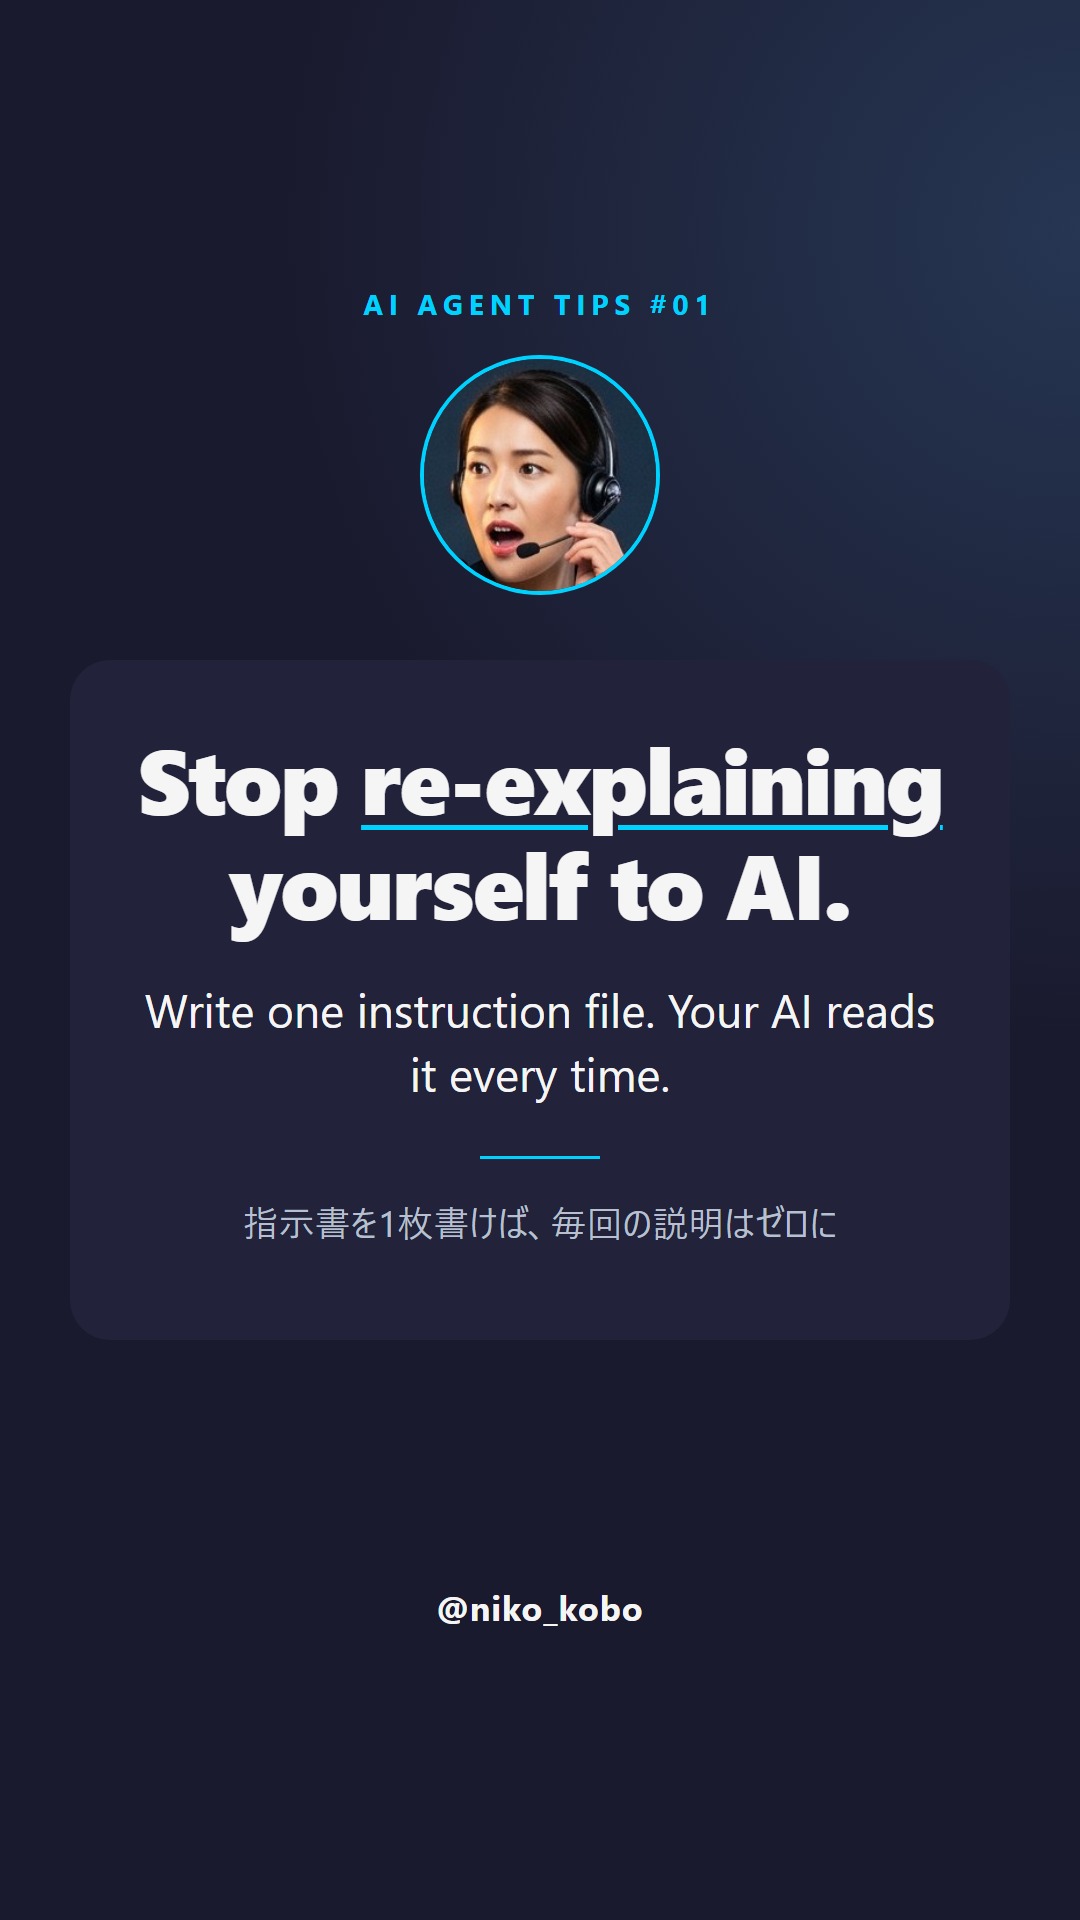 AI AGENT TIPS #01
Stop re-explaining
yourself to AI.
Write one instruction file. Your AI reads
it every time.
指示書を1枚書けば、毎回の説明はゼロに
@niko_kobo